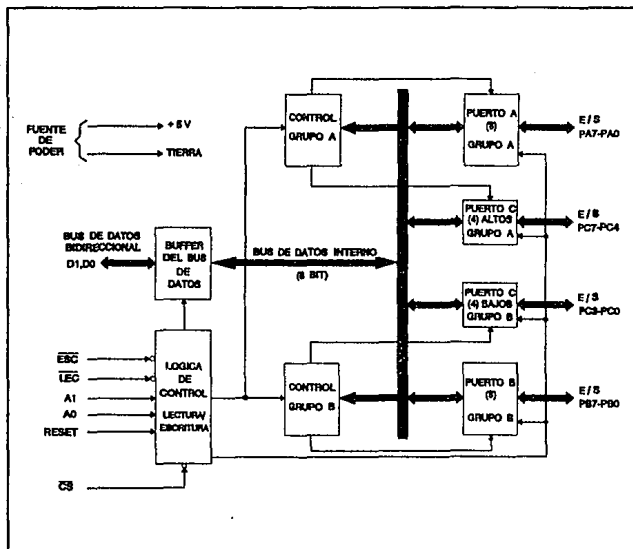 FUENTE
DE
PODER
+5V
TIERRA
CONTROL
GRUPO A
PUERTO A
(8)
GRUPO A
E/S
PA7-PA0
PUERTO C
(4) ALTOS
GRUPO A
E/S
PC7-PC4
BUS DE DATOS
BIDIRECCIONAL
D1,D0
BUFFER
DEL BUS
DE
DATOS
BUS DE DATOS INTERNO
(8 BIT)
PUERTO C
(4) BAJOS
GRUPO B
E/S
PC3-PC0
ESC
LEC
A1
A0
RESET
CS
LOGICA
DE
CONTROL
LECTURA/
ESCRITURA
CONTROL
GRUPO B
PUERTO B
(8)
GRUPO B
E/S
PB7-PB0